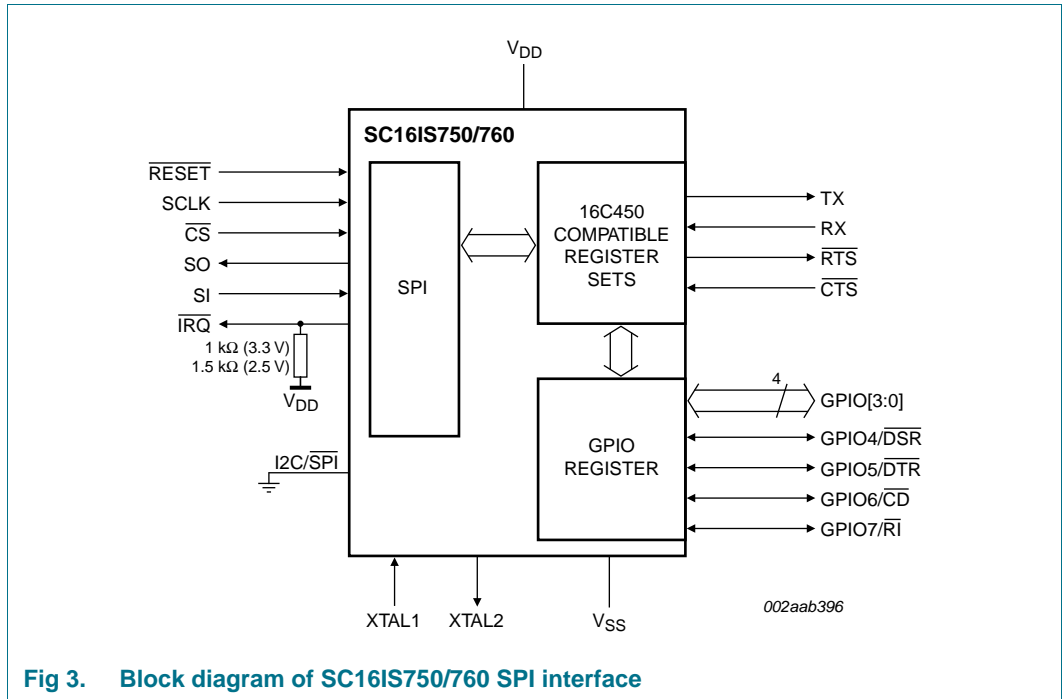 VDD
SC16IS750/760
RESET
SCLK
CS
SO
SI
IRQ
1 kΩ (3.3 V)
1.5 kΩ (2.5 V)
VDD
I2C/SPI
SPI
16C450
COMPATIBLE
REGISTER
SETS
TX
RX
RTS
CTS
GPIO
REGISTER
4
GPIO[3:0]
GPIO4/DSR
GPIO5/DTR
GPIO6/CD
GPIO7/RI
XTAL1
XTAL2
VSS
002aab396
Fig 3. Block diagram of SC16IS750/760 SPI interface